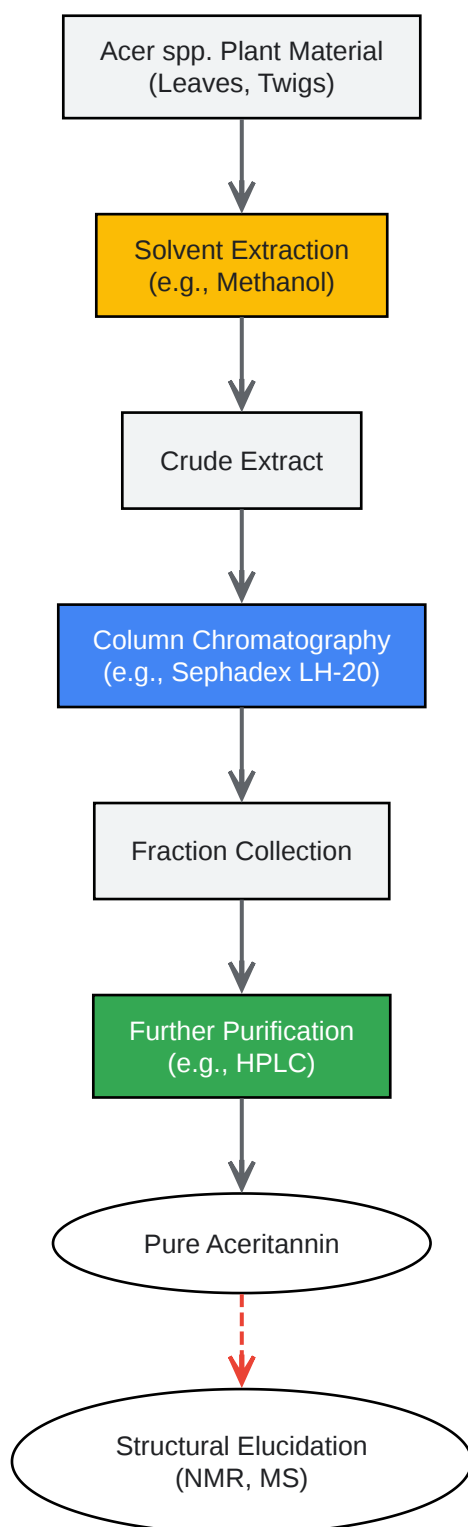 Acer spp. Plant Material
(Leaves, Twigs)
Solvent Extraction
(e.g., Methanol)
Crude Extract
Column Chromatography
(e.g., Sephadex LH-20)
Fraction Collection
Further Purification
(e.g., HPLC)
Pure Aceritannin
Structural Elucidation
(NMR, MS)